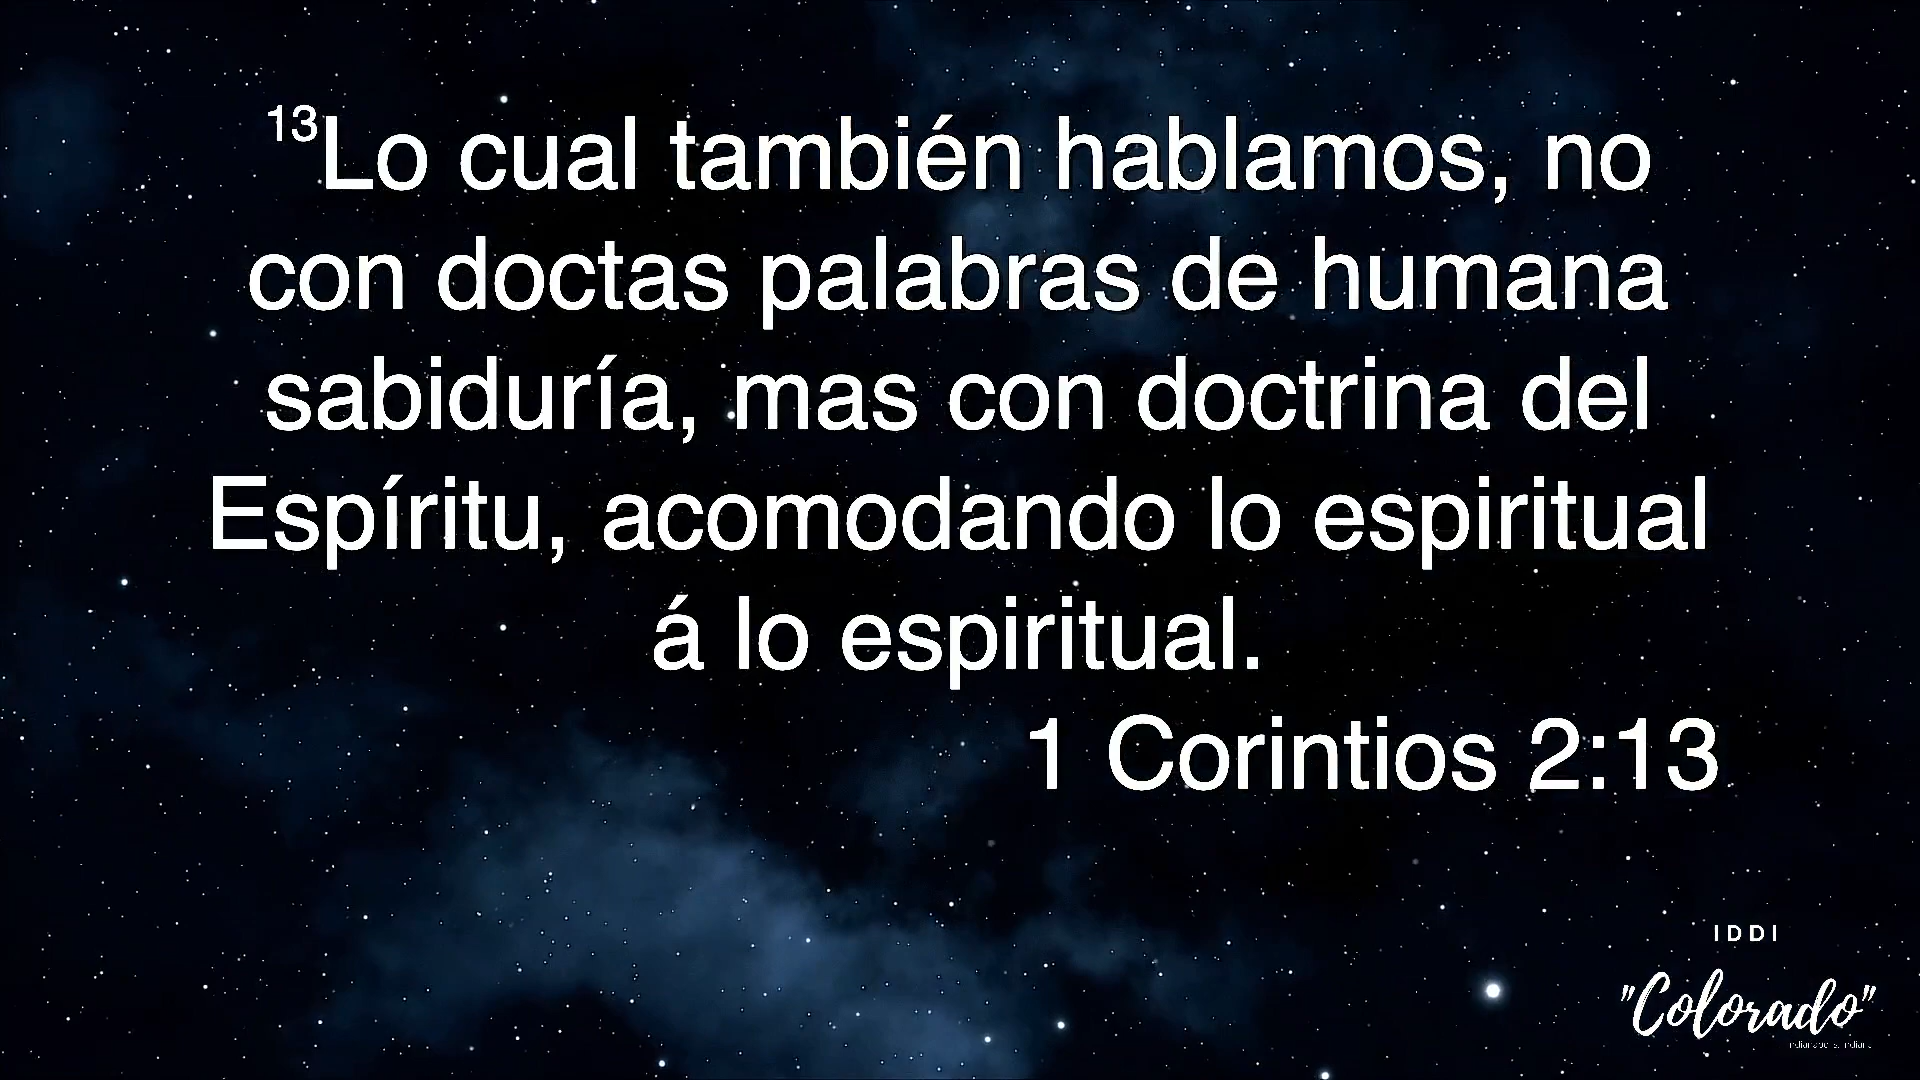 13Lo cual también hablamos, no
con doctas palabras de humana
sabiduría, mas con doctrina del
Espíritu, acomodando lo espiritual
á lo espiritual.
1 Corintios 2:13
IDDI
"Colorado"